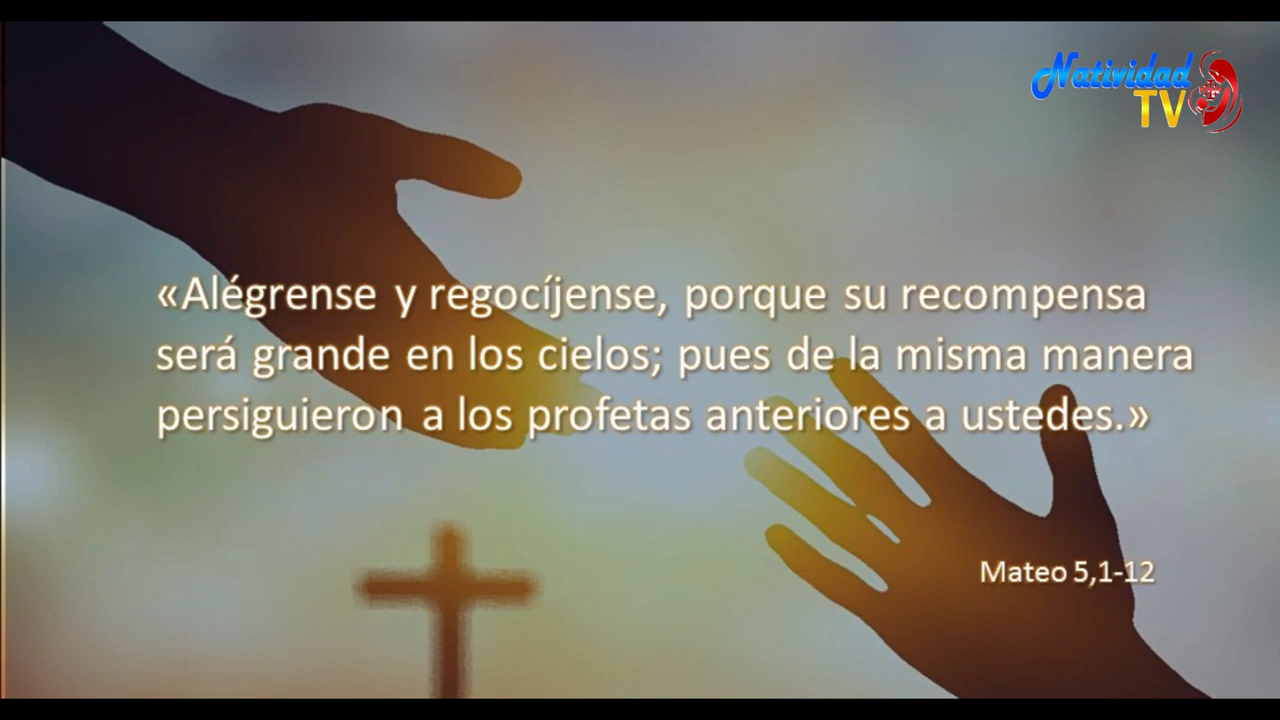 Natividad
TV
«Alégrense y regocíjense, porque su recompensa
será grande en los cielos; pues de la misma manera
persiguieron a los profetas anteriores a ustedes.»
Mateo 5,1-12